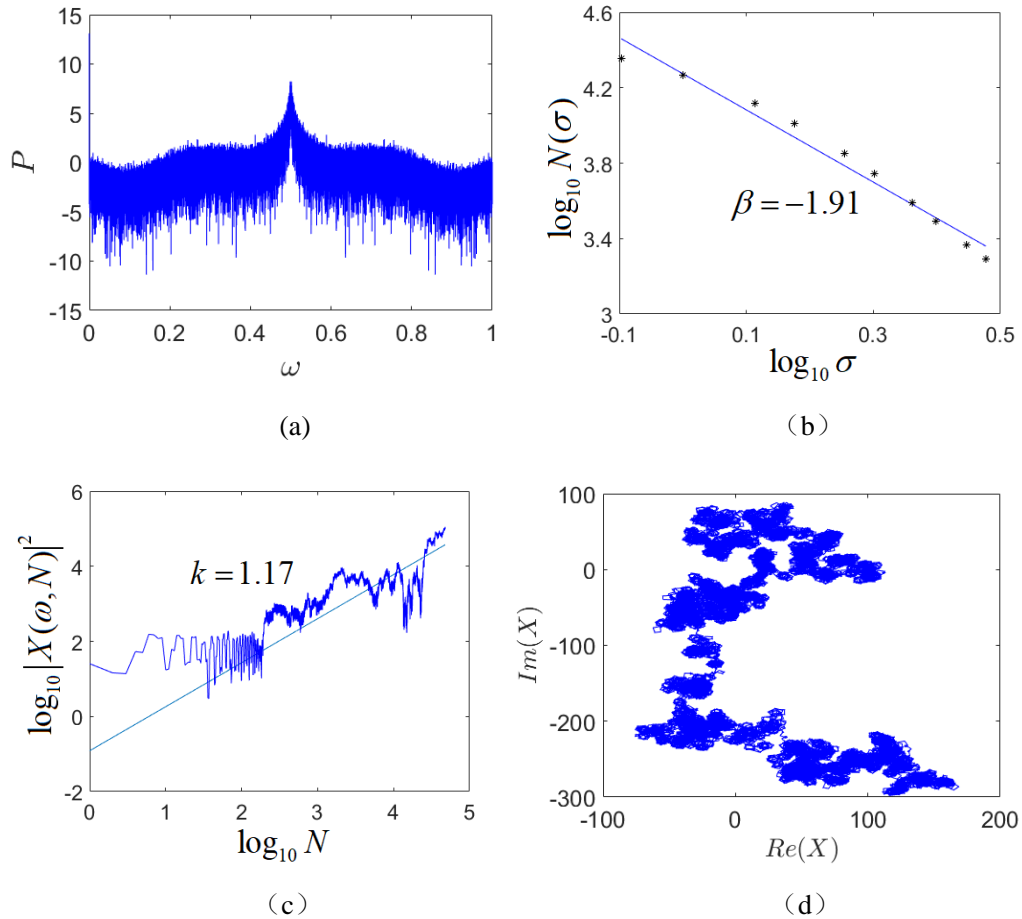 15
10
5
0
-5
-10
-15
P
0 0.2 0.4 0.6 0.8 1
ω
(a)
4.6
4.2
3.8
3.4
3
log₁₀ N(σ)
β = −1.91
-0.1 0.1 0.3 0.5
log₁₀ σ
（b）
6
4
2
0
-2
log₁₀ |X(ω, N)|²
k = 1.17
0 1 2 3 4 5
log₁₀ N
（c）
100
0
-100
-200
-300
Im(X)
-100 0 100 200
Re(X)
（d）